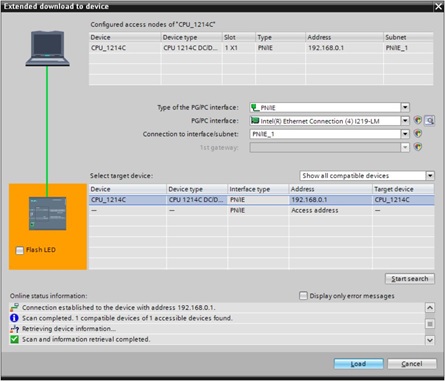 Extended download to device
Configured access nodes of "CPU_1214C"
Device Device type Slot Type Address Subnet
CPU_1214C CPU 1214C DC/D... 1 X1 PN/IE 192.168.0.1 PN/IE_1
Type of the PG/PC interface: PN/IE
PG/PC interface: Intel(R) Ethernet Connection (4) I219-LM
Connection to interface/subnet: PN/IE_1
1st gateway:
Select target device: Show all compatible devices
Device Device type Interface type Address Target device
CPU_1214C CPU 1214C DC/D... PN/IE 192.168.0.1 CPU_1214C
— — PN/IE Access address —
Flash LED
Start search
Online status information: Display only error messages
Connection established to the device with address 192.168.0.1.
Scan completed. 1 compatible devices of 1 accessible devices found.
Retrieving device information...
Scan and information retrieval completed.
Load Cancel